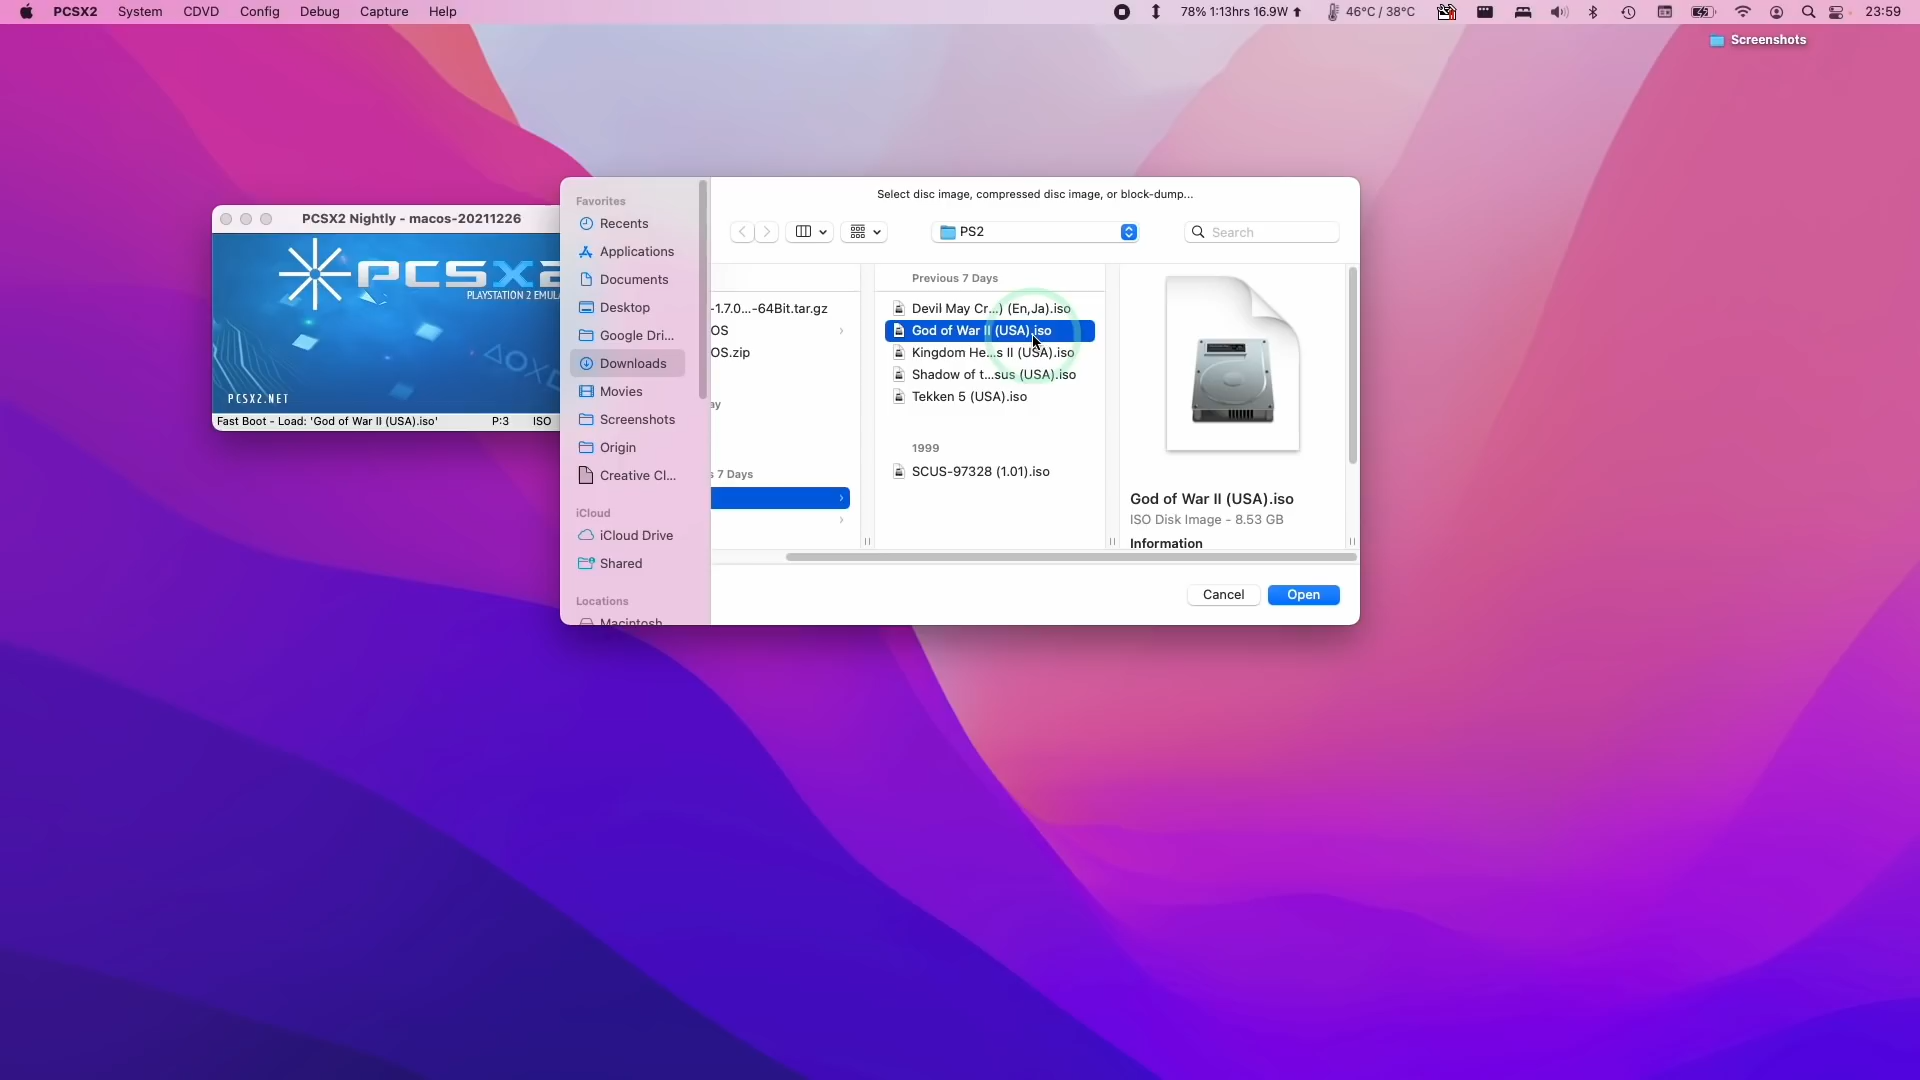 PCSX2 System CDVD Config Debug Capture Help
78% 1:13hrs 16.9W
46°C / 38°C
23:59
Screenshots
PCSX2 Nightly - macos-20211226
PCSX2
PLAYSTATION 2 EMUL
PCSX2.NET
Fast Boot - Load: 'God of War II (USA).iso' P:3 ISO
Favorites
Recents
Applications
Documents
Desktop
Google Dri...
Downloads
Movies
Screenshots
Origin
Creative Cl...
iCloud
iCloud Drive
Shared
Locations
Macintosh
Select disc image, compressed disc image, or block-dump...
PS2
Search
-1.7.0...-64Bit.tar.gz
OS
OS.zip
ay
s 7 Days
Previous 7 Days
Devil May Cr...) (En,Ja).iso
God of War II (USA).iso
Kingdom He...s II (USA).iso
Shadow of t...sus (USA).iso
Tekken 5 (USA).iso
1999
SCUS-97328 (1.01).iso
God of War II (USA).iso
ISO Disk Image - 8.53 GB
Information
Cancel
Open